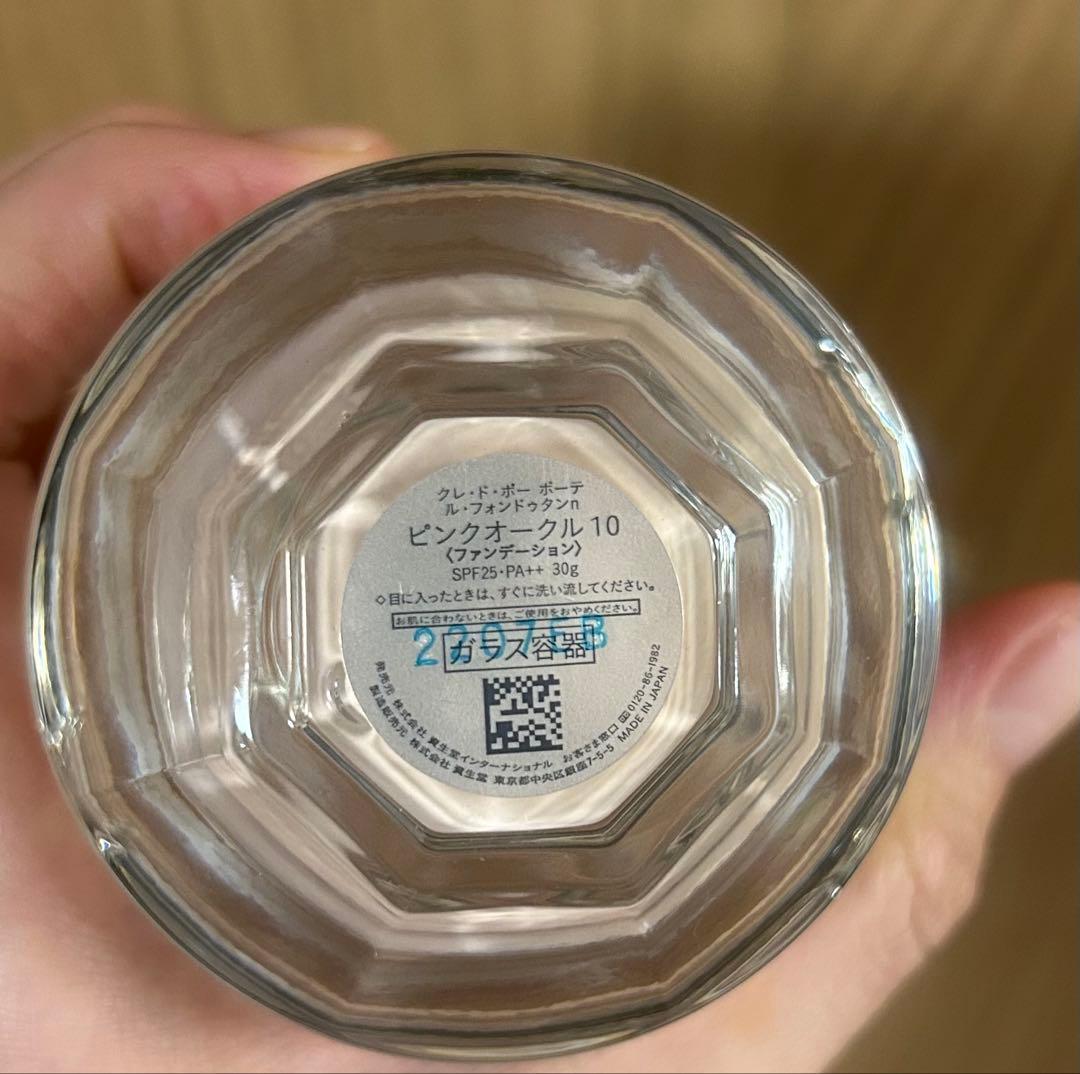 クレ・ド・ポー ボーテ
ル・フォンドゥタンn
ピンクオークル 10
〈ファンデーション〉
SPF25・PA++ 30g
◇目に入ったときは、すぐに洗い流してください。
お肌に合わないときは、ご使用をおやめください。
2207EB
ガラス容器
発売元 株式会社 資生堂インターナショナル お客さま窓口 0120-86-1982
製造販売元 株式会社 資生堂 東京都中央区銀座7-5-5 MADE IN JAPAN